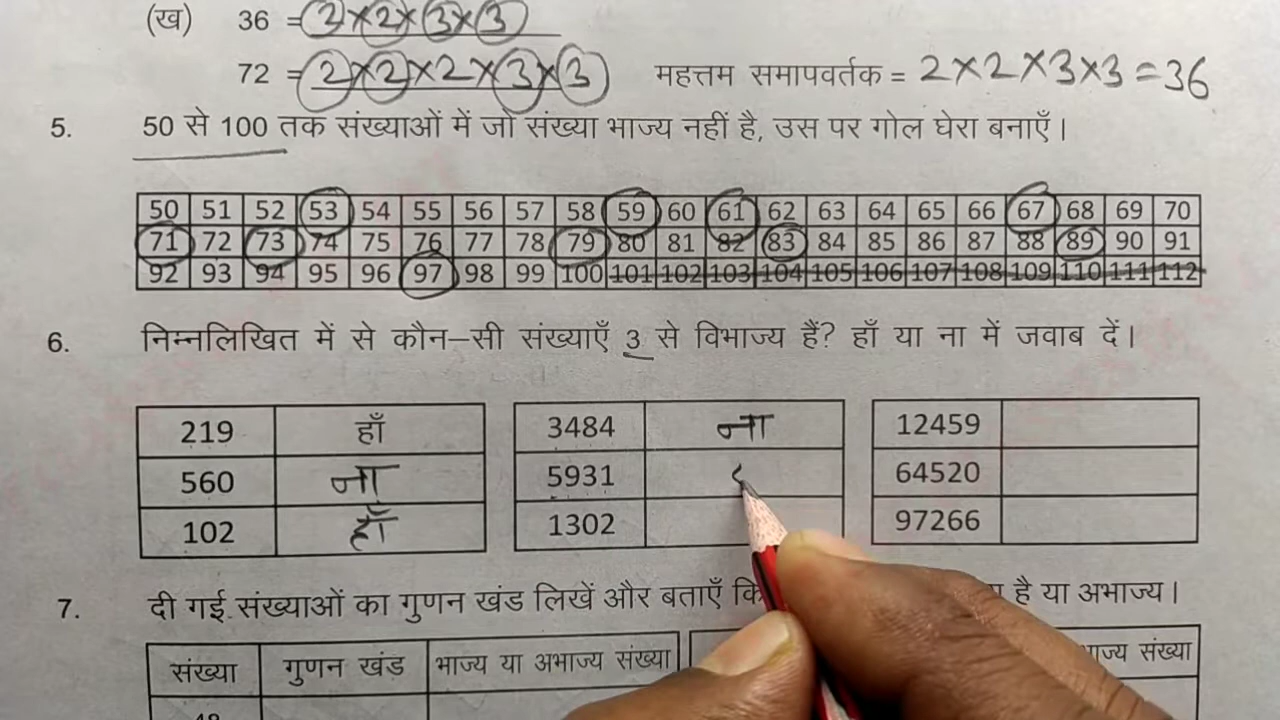 (ख) 36 = 2×2×3×3
72 = 2×2×2×3×3 महत्तम समापवर्तक = 2×2×3×3=36
5. 50 से 100 तक संख्याओं में जो संख्या भाज्य नहीं है, उस पर गोल घेरा बनाएँ।
50 51 52 53 54 55 56 57 58 59 60 61 62 63 64 65 66 67 68 69 70
71 72 73 74 75 76 77 78 79 80 81 82 83 84 85 86 87 88 89 90 91
92 93 94 95 96 97 98 99 100 101 102 103 104 105 106 107 108 109 110 111 112
6. निम्नलिखित में से कौन-सी संख्याएँ 3 से विभाज्य हैं? हाँ या ना में जवाब दें।
219 हाँ 3484 ना 12459
560 ना 5931 64520
102 हाँ 1302 97266
7. दी गई संख्याओं का गुणन खंड लिखें और बताएँ कि है या अभाज्य।
संख्या गुणन खंड भाज्य या अभाज्य संख्या संख्या